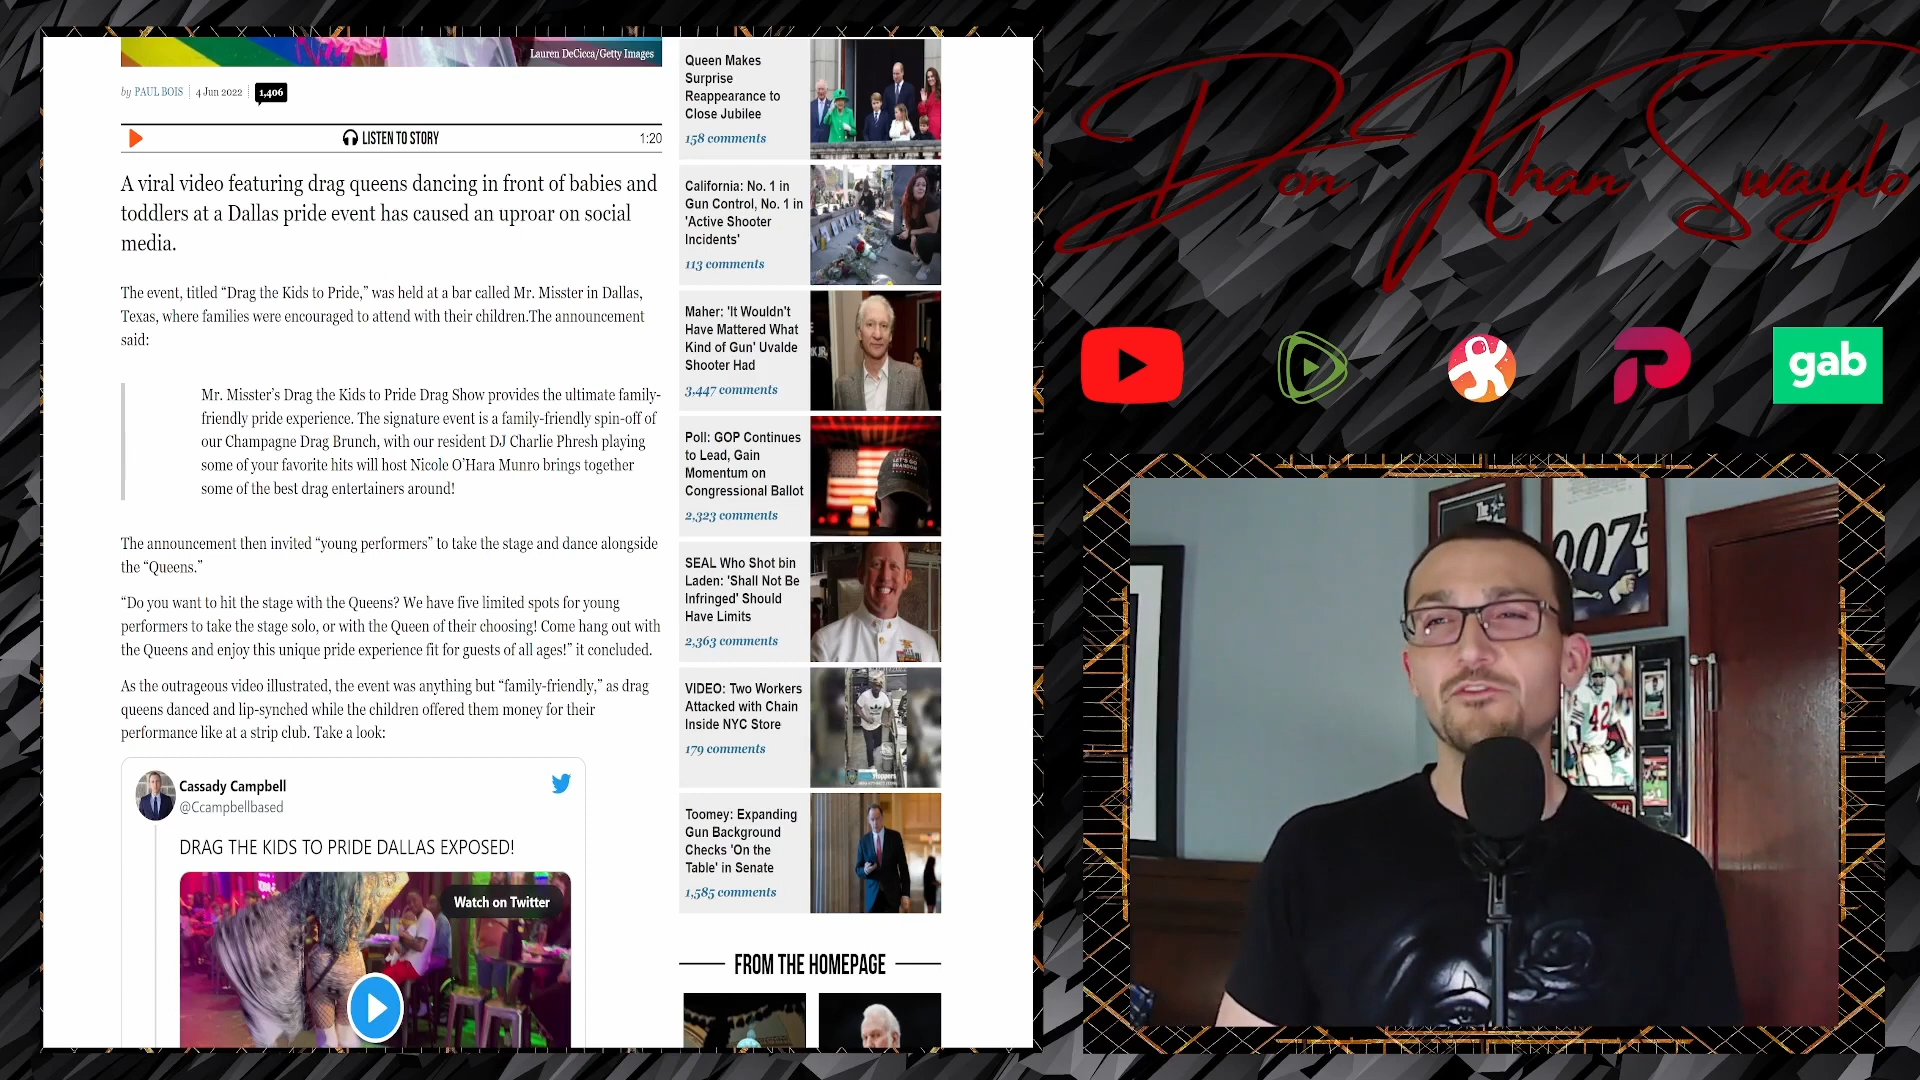 Lauren DeCicca/Getty Images
by PAUL BOIS 4 Jun 2022 1,406
LISTEN TO STORY 1:20
A viral video featuring drag queens dancing in front of babies and
toddlers at a Dallas pride event has caused an uproar on social
media.
The event, titled “Drag the Kids to Pride,” was held at a bar called Mr. Misster in Dallas,
Texas, where families were encouraged to attend with their children.The announcement
said:
Mr. Misster’s Drag the Kids to Pride Drag Show provides the ultimate family-
friendly pride experience. The signature event is a family-friendly spin-off of
our Champagne Drag Brunch, with our resident DJ Charlie Phresh playing
some of your favorite hits will host Nicole O’Hara Munro brings together
some of the best drag entertainers around!
The announcement then invited “young performers” to take the stage and dance alongside
the “Queens.”
“Do you want to hit the stage with the Queens? We have five limited spots for young
performers to take the stage solo, or with the Queen of their choosing! Come hang out with
the Queens and enjoy this unique pride experience fit for guests of all ages!” it concluded.
As the outrageous video illustrated, the event was anything but “family-friendly,” as drag
queens danced and lip-synched while the children offered them money for their
performance like at a strip club. Take a look:
Cassady Campbell
@Ccampbellbased
DRAG THE KIDS TO PRIDE DALLAS EXPOSED!
Watch on Twitter
Queen Makes
Surprise
Reappearance to
Close Jubilee
158 comments
California: No. 1 in
Gun Control, No. 1 in
'Active Shooter
Incidents'
113 comments
Maher: 'It Wouldn't
Have Mattered What
Kind of Gun' Uvalde
Shooter Had
3,447 comments
Poll: GOP Continues
to Lead, Gain
Momentum on
Congressional Ballot
2,323 comments
SEAL Who Shot bin
Laden: 'Shall Not Be
Infringed' Should
Have Limits
2,363 comments
VIDEO: Two Workers
Attacked with Chain
Inside NYC Store
179 comments
Toomey: Expanding
Gun Background
Checks 'On the
Table' in Senate
1,585 comments
FROM THE HOMEPAGE
Don Khan Swaylo
gab
007
42